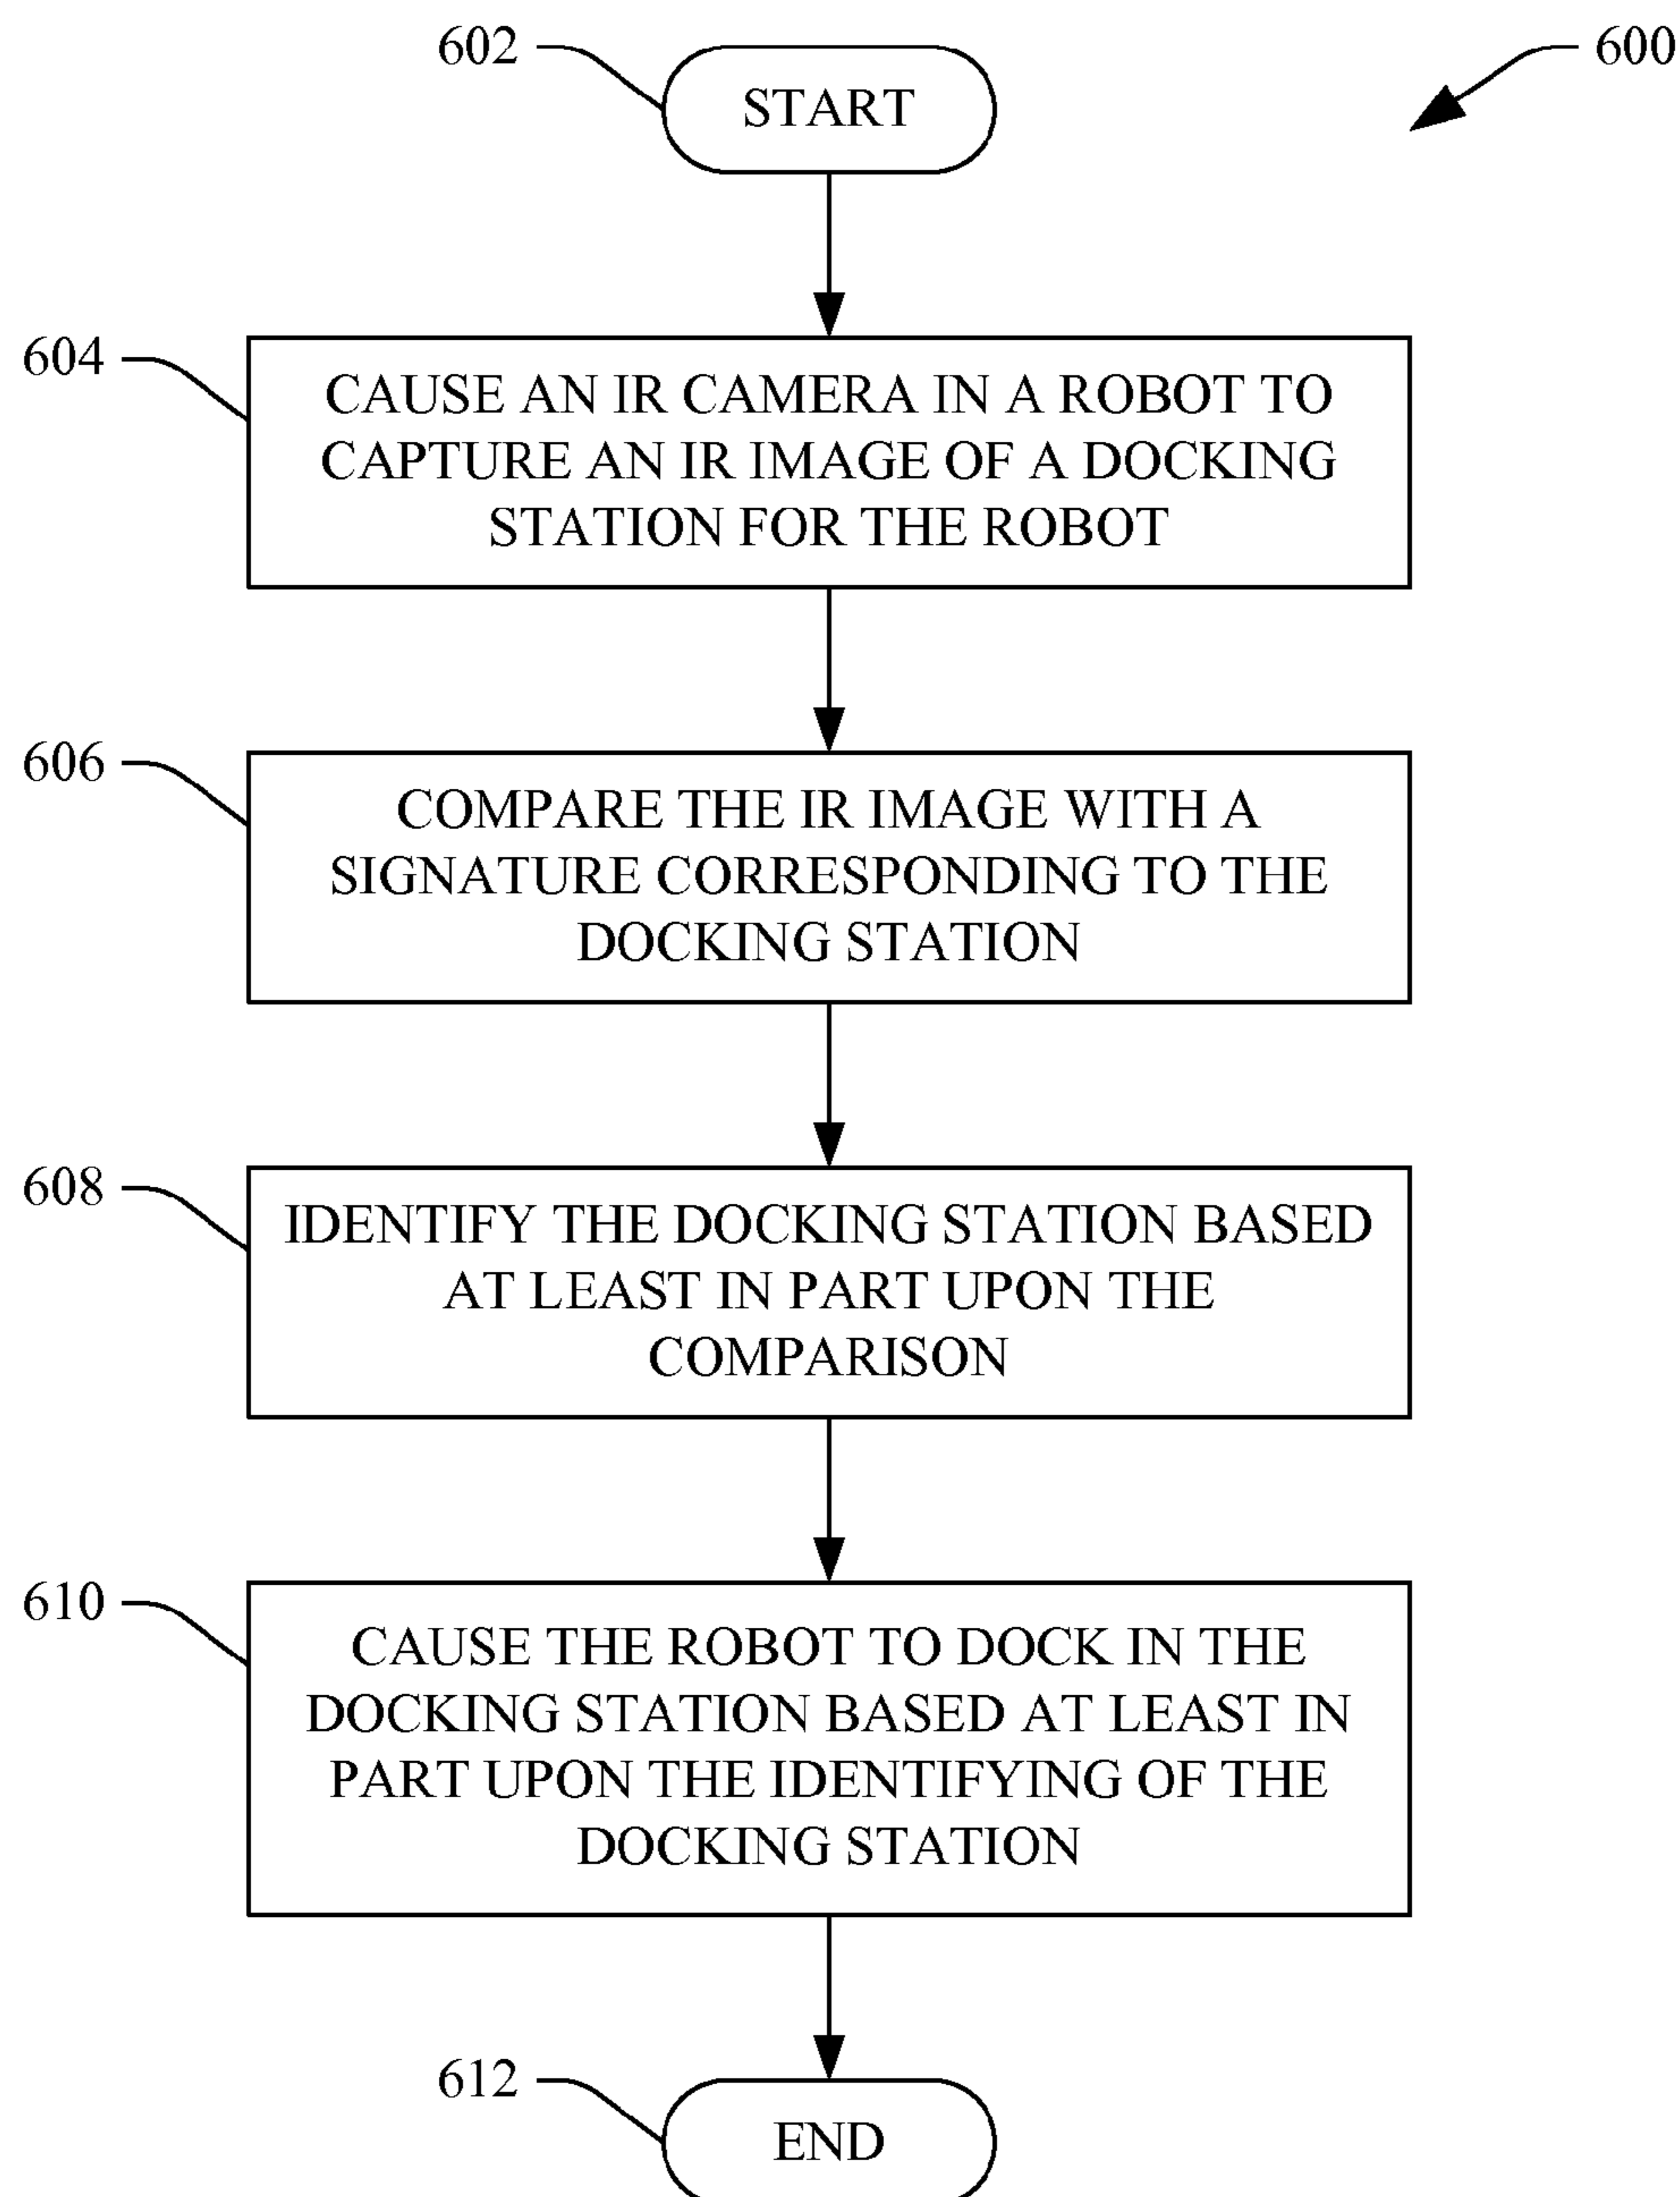 602
START
600
604
CAUSE AN IR CAMERA IN A ROBOT TO
CAPTURE AN IR IMAGE OF A DOCKING
STATION FOR THE ROBOT
606
COMPARE THE IR IMAGE WITH A
SIGNATURE CORRESPONDING TO THE
DOCKING STATION
608
IDENTIFY THE DOCKING STATION BASED
AT LEAST IN PART UPON THE
COMPARISON
610
CAUSE THE ROBOT TO DOCK IN THE
DOCKING STATION BASED AT LEAST IN
PART UPON THE IDENTIFYING OF THE
DOCKING STATION
612
END